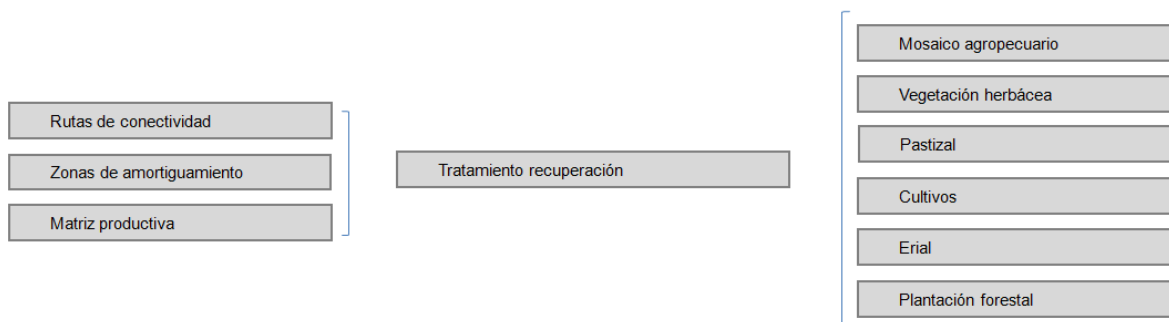 Rutas de conectividad
Zonas de amortiguamiento
Matriz productiva
Tratamiento recuperación
Mosaico agropecuario
Vegetación herbácea
Pastizal
Cultivos
Erial
Plantación forestal